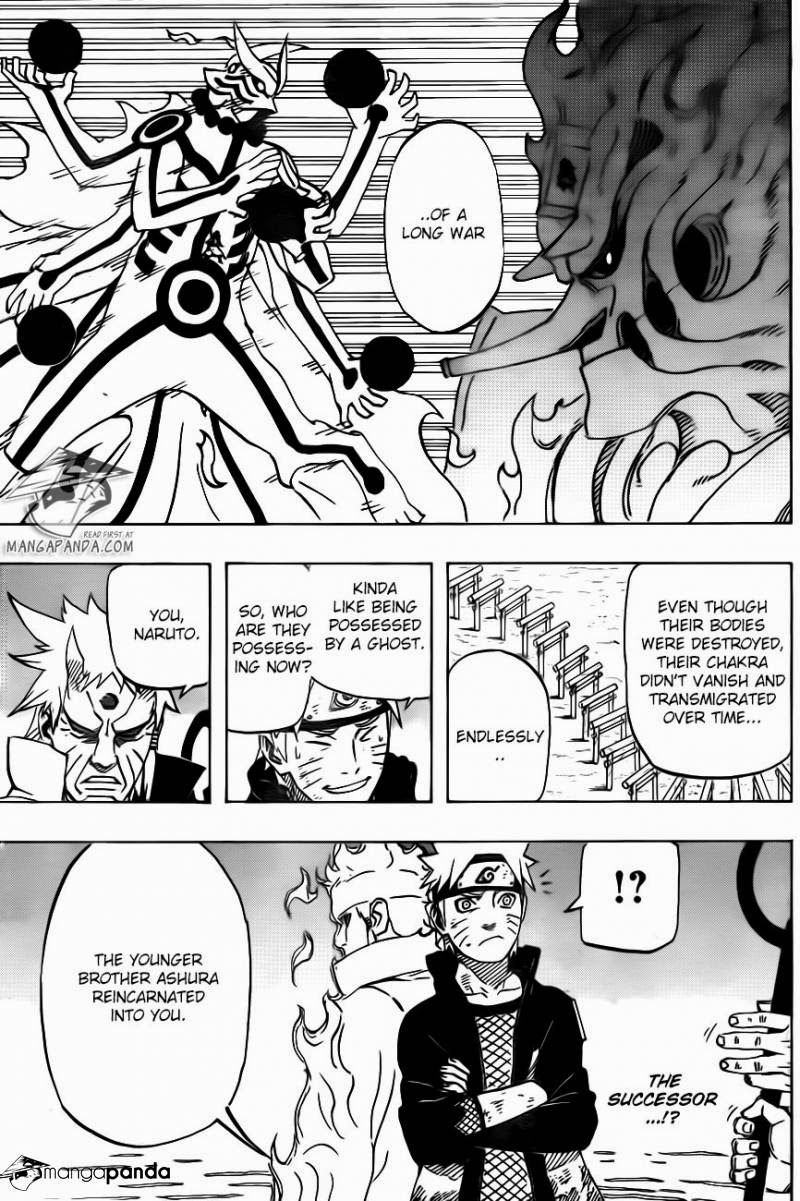 ..OF A
LONG WAR
READ FIRST AT
MANGAPANDA.COM
EVEN THOUGH
THEIR BODIES
WERE DESTROYED,
THEIR CHAKRA
DIDN'T VANISH AND
TRANSMIGRATED
OVER TIME...
ENDLESSLY
..
KINDA
LIKE BEING
POSSESSED
BY A GHOST.
SO, WHO
ARE THEY
POSSESS-
ING NOW?
YOU,
NARUTO.
!?
THE YOUNGER
BROTHER ASHURA
REINCARNATED
INTO YOU.
THE
SUCCESSOR
...!?
mangapanda